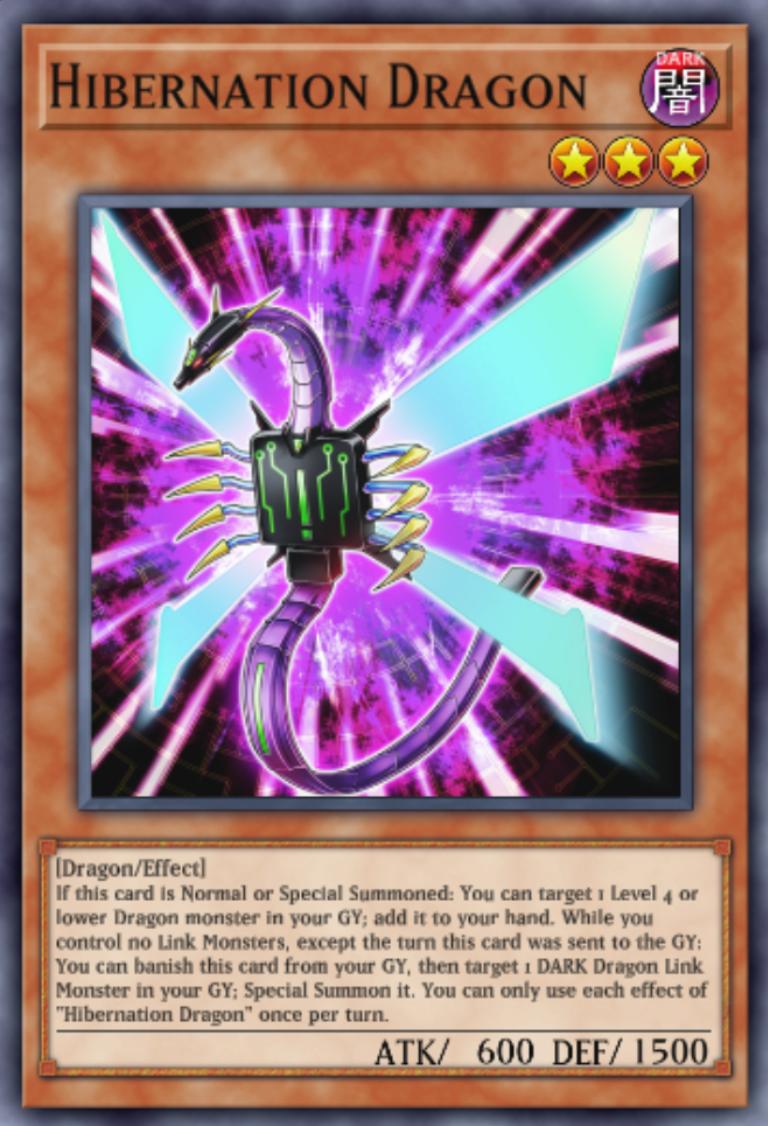 HIBERNATION DRAGON
DARK
闇
[Dragon/Effect]
If this card is Normal or Special Summoned: You can target 1 Level 4 or
lower Dragon monster in your GY; add it to your hand. While you
control no Link Monsters, except the turn this card was sent to the GY:
You can banish this card from your GY, then target 1 DARK Dragon Link
Monster in your GY; Special Summon it. You can only use each effect of
"Hibernation Dragon" once per turn.
ATK/ 600 DEF/ 1500